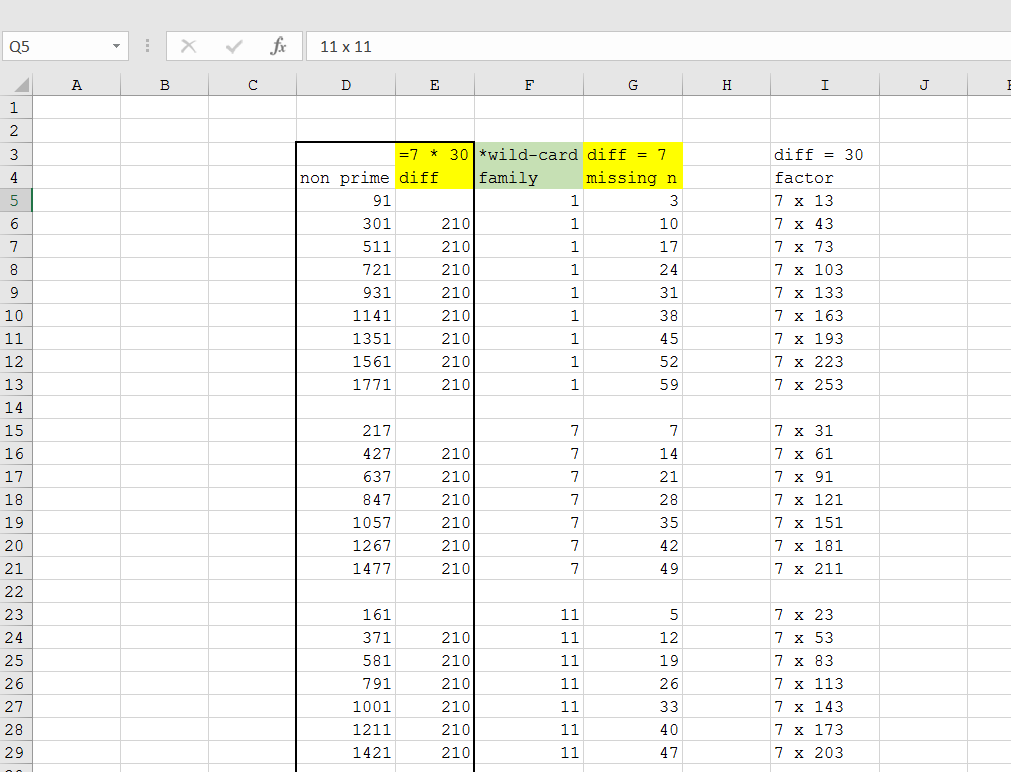 Q5 fx 11 x 11
A B C D E F G H I J
1
2
3 =7 * 30 *wild-card diff = 7 diff = 30
4 non prime diff family missing n factor
5 91 1 3 7 x 13
6 301 210 1 10 7 x 43
7 511 210 1 17 7 x 73
8 721 210 1 24 7 x 103
9 931 210 1 31 7 x 133
10 1141 210 1 38 7 x 163
11 1351 210 1 45 7 x 193
12 1561 210 1 52 7 x 223
13 1771 210 1 59 7 x 253
14
15 217 7 7 7 x 31
16 427 210 7 14 7 x 61
17 637 210 7 21 7 x 91
18 847 210 7 28 7 x 121
19 1057 210 7 35 7 x 151
20 1267 210 7 42 7 x 181
21 1477 210 7 49 7 x 211
22
23 161 11 5 7 x 23
24 371 210 11 12 7 x 53
25 581 210 11 19 7 x 83
26 791 210 11 26 7 x 113
27 1001 210 11 33 7 x 143
28 1211 210 11 40 7 x 173
29 1421 210 11 47 7 x 203